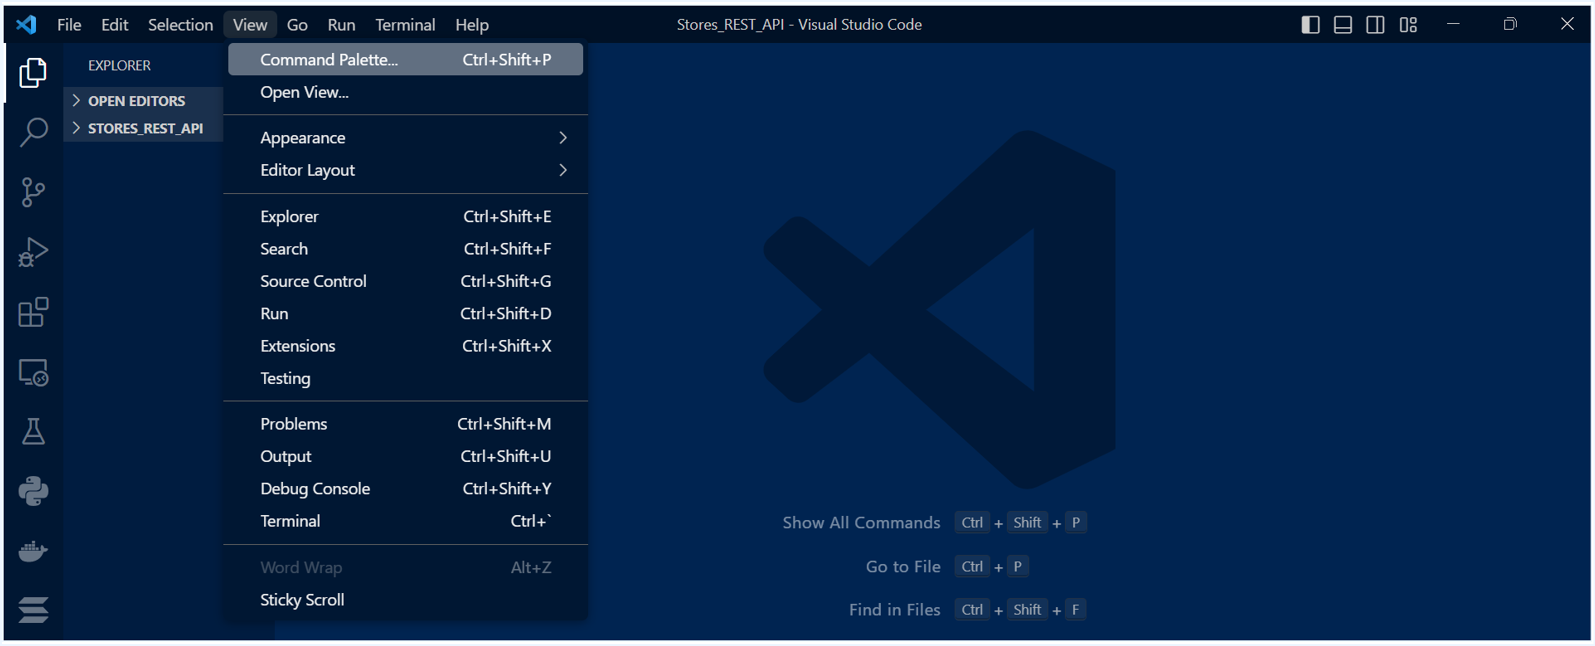 File Edit Selection View Go Run Terminal Help Stores_REST_API - Visual Studio Code
EXPLORER
OPEN EDITORS
STORES_REST_API
Command Palette... Ctrl+Shift+P
Open View...
Appearance
Editor Layout
Explorer Ctrl+Shift+E
Search Ctrl+Shift+F
Source Control Ctrl+Shift+G
Run Ctrl+Shift+D
Extensions Ctrl+Shift+X
Testing
Problems Ctrl+Shift+M
Output Ctrl+Shift+U
Debug Console Ctrl+Shift+Y
Terminal Ctrl+`
Word Wrap Alt+Z
Sticky Scroll
Show All Commands Ctrl + Shift + P
Go to File Ctrl + P
Find in Files Ctrl + Shift + F